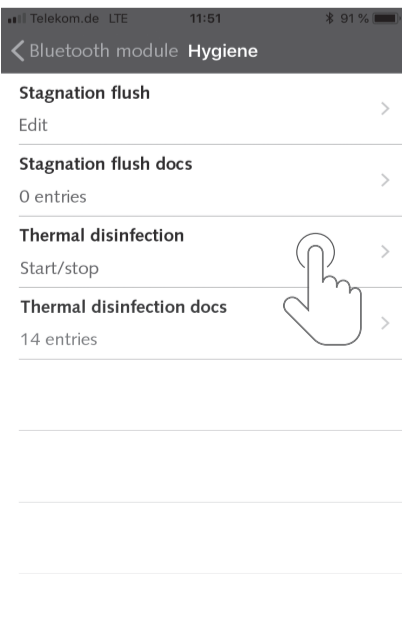 Telekom.de LTE 11:51 91 %
Bluetooth module Hygiene
Stagnation flush
Edit
Stagnation flush docs
0 entries
Thermal disinfection
Start/stop
Thermal disinfection docs
14 entries